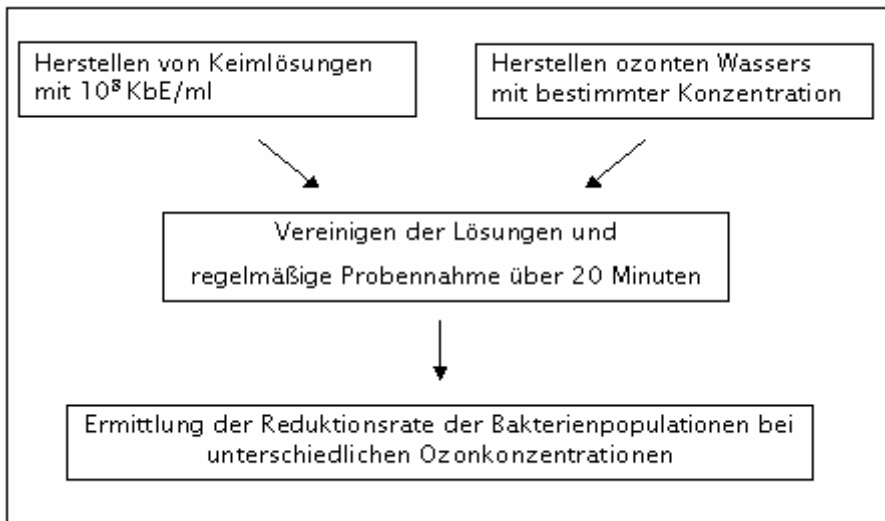 Herstellen von Keimlösungen
mit 10⁸ KbE/ml
Herstellen ozonten Wassers
mit bestimmter Konzentration
Vereinigen der Lösungen und
regelmäßige Probennahme über 20 Minuten
Ermittlung der Reduktionsrate der Bakterienpopulationen bei
unterschiedlichen Ozonkonzentrationen